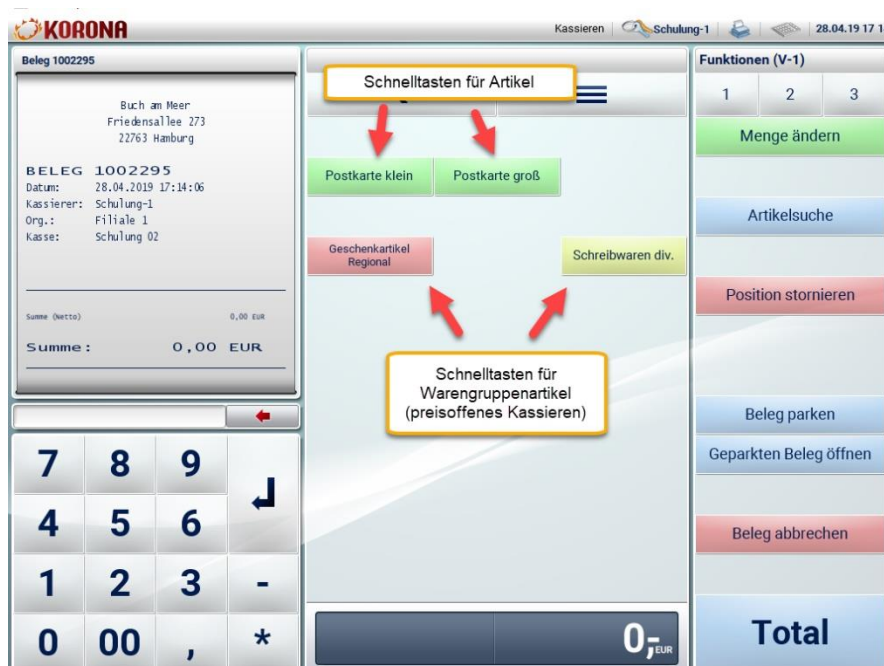 KORONA
Kassieren
Schulung-1
28.04.19 17 1
Beleg 1002295
Buch am Meer
Friedensallee 273
22763 Hamburg
BELEG 1002295
Datum: 28.04.2019 17:14:06
Kassierer: Schulung-1
Org.: Filiale 1
Kasse: Schulung 02
Summe (Netto) 0,00 EUR
Summe: 0,00 EUR
7 8 9
4 5 6
1 2 3 -
0 00 , *
Schnelltasten für Artikel
Postkarte klein
Postkarte groß
Geschenkartikel
Regional
Schreibwaren div.
Schnelltasten für
Warengruppenartikel
(preisoffenes Kassieren)
0,- EUR
Funktionen (V-1)
1 2 3
Menge ändern
Artikelsuche
Position stornieren
Beleg parken
Geparkten Beleg öffnen
Beleg abbrechen
Total